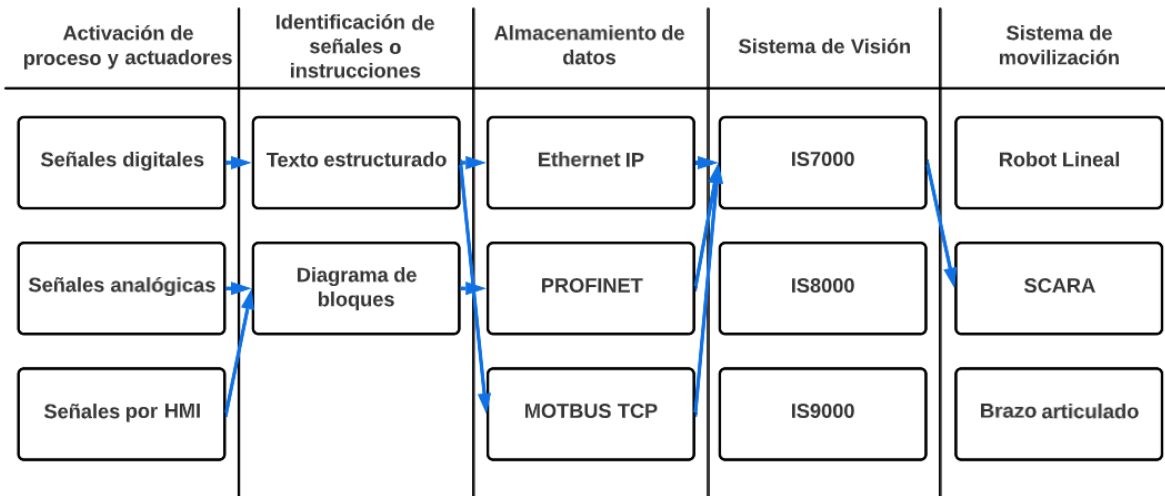 Activación de
proceso y actuadores
Identificación de
señales o
instrucciones
Almacenamiento de
datos
Sistema de Visión
Sistema de
movilización
Señales digitales
Texto estructurado
Ethernet IP
IS7000
Robot Lineal
Señales analógicas
Diagrama de
bloques
PROFINET
IS8000
SCARA
Señales por HMI
MOTBUS TCP
IS9000
Brazo articulado